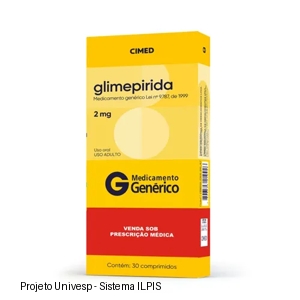 CIMED
glimepirida
Medicamento genérico Lei nº 9.787, de 1999
2 mg
Uso oral
USO ADULTO
G Medicamento
Genérico
VENDA SOB
PRESCRIÇÃO MÉDICA
Contém: 30 comprimidos
Projeto Univesp - Sistema ILPIS